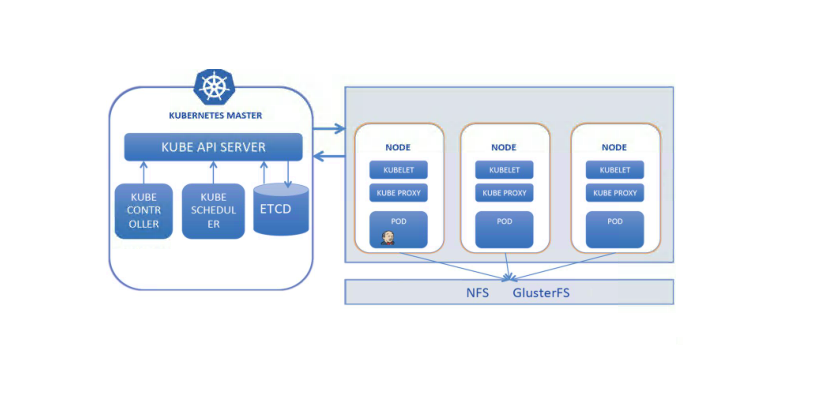 KUBERNETES MASTER
KUBE API SERVER
KUBE
CONTR
OLLER
KUBE
SCHEDUL
ER
ETCD
NODE
KUBELET
KUBE PROXY
POD
NODE
KUBELET
KUBE PROXY
POD
NODE
KUBELET
KUBE PROXY
POD
NFS GlusterFS